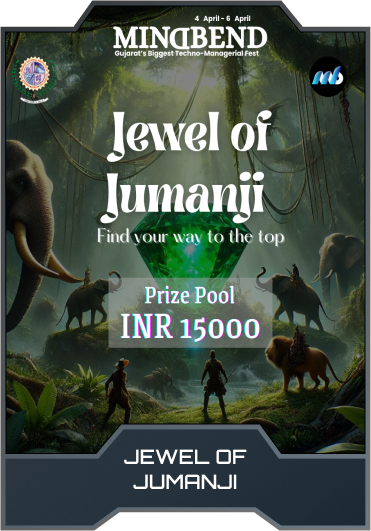 4 April - 6 April
MINDBEND
Gujarat's Biggest Techno-Managerial Fest
mb
Jewel of
Jumanji
Find your way to the top
Prize Pool
INR 15000
JEWEL OF
JUMANJI